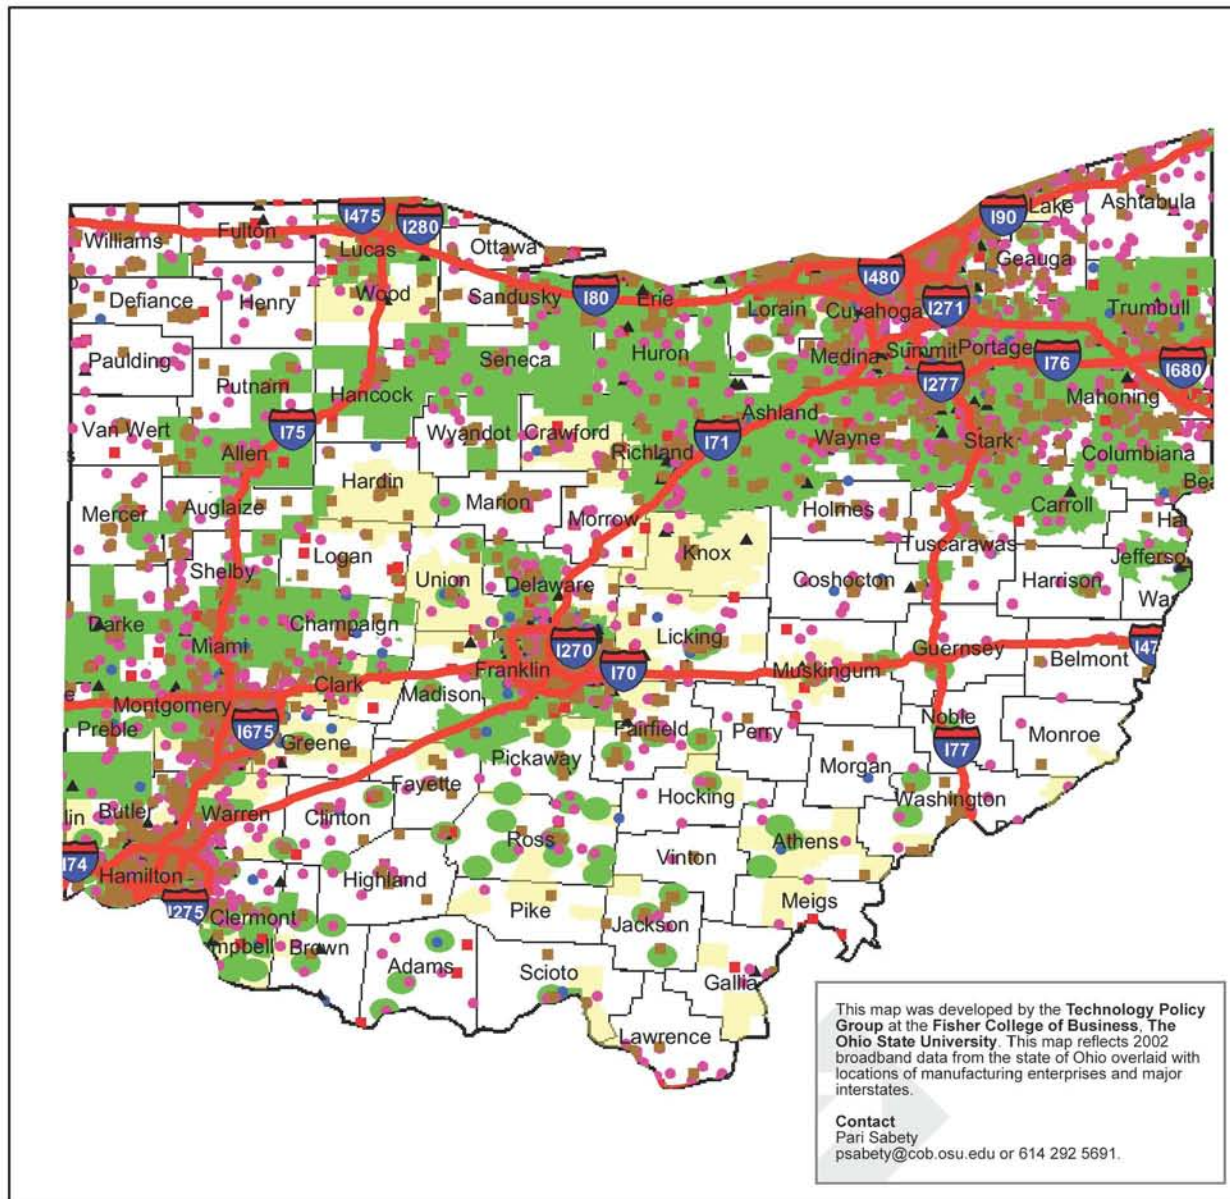 I475
I280
I90
Lake
Ashtabula
Williams
Fulton
Lucas
Ottawa
Geauga
I480
Defiance
Henry
Wood
Sandusky
I80
Erie
Lorain
Cuyahoga
I271
Trumbull
Paulding
Putnam
Hancock
Seneca
Huron
Medina
Summit
Portage
I76
I680
I277
Mahoning
Van Wert
I75
Allen
Wyandot
Crawford
Richland
I71
Ashland
Wayne
Stark
Columbiana
Hardin
Mercer
Auglaize
Marion
Morrow
Holmes
Carroll
Be
Ha
Logan
Shelby
Union
Delaware
Knox
Coshocton
Tuscarawas
Harrison
Jefferso
Wa
Darke
Miami
Champaign
I270
Licking
Guernsey
Belmont
I47
Clark
Franklin
I70
Muskingum
Madison
Montgomery
Preble
I675
Greene
Pickaway
Fairfield
Perry
Noble
I77
Monroe
Morgan
Fayette
Hocking
Washington
lin
Butler
Warren
Clinton
Ross
Athens
I74
Hamilton
Highland
Vinton
I275
Clermont
Pike
Jackson
Meigs
mpbell
Brown
Adams
Scioto
Gallia
Lawrence
This map was developed by the Technology Policy
Group at the Fisher College of Business, The
Ohio State University. This map reflects 2002
broadband data from the state of Ohio overlaid with
locations of manufacturing enterprises and major
interstates.
Contact
Pari Sabety
psabety@cob.osu.edu or 614 292 5691.